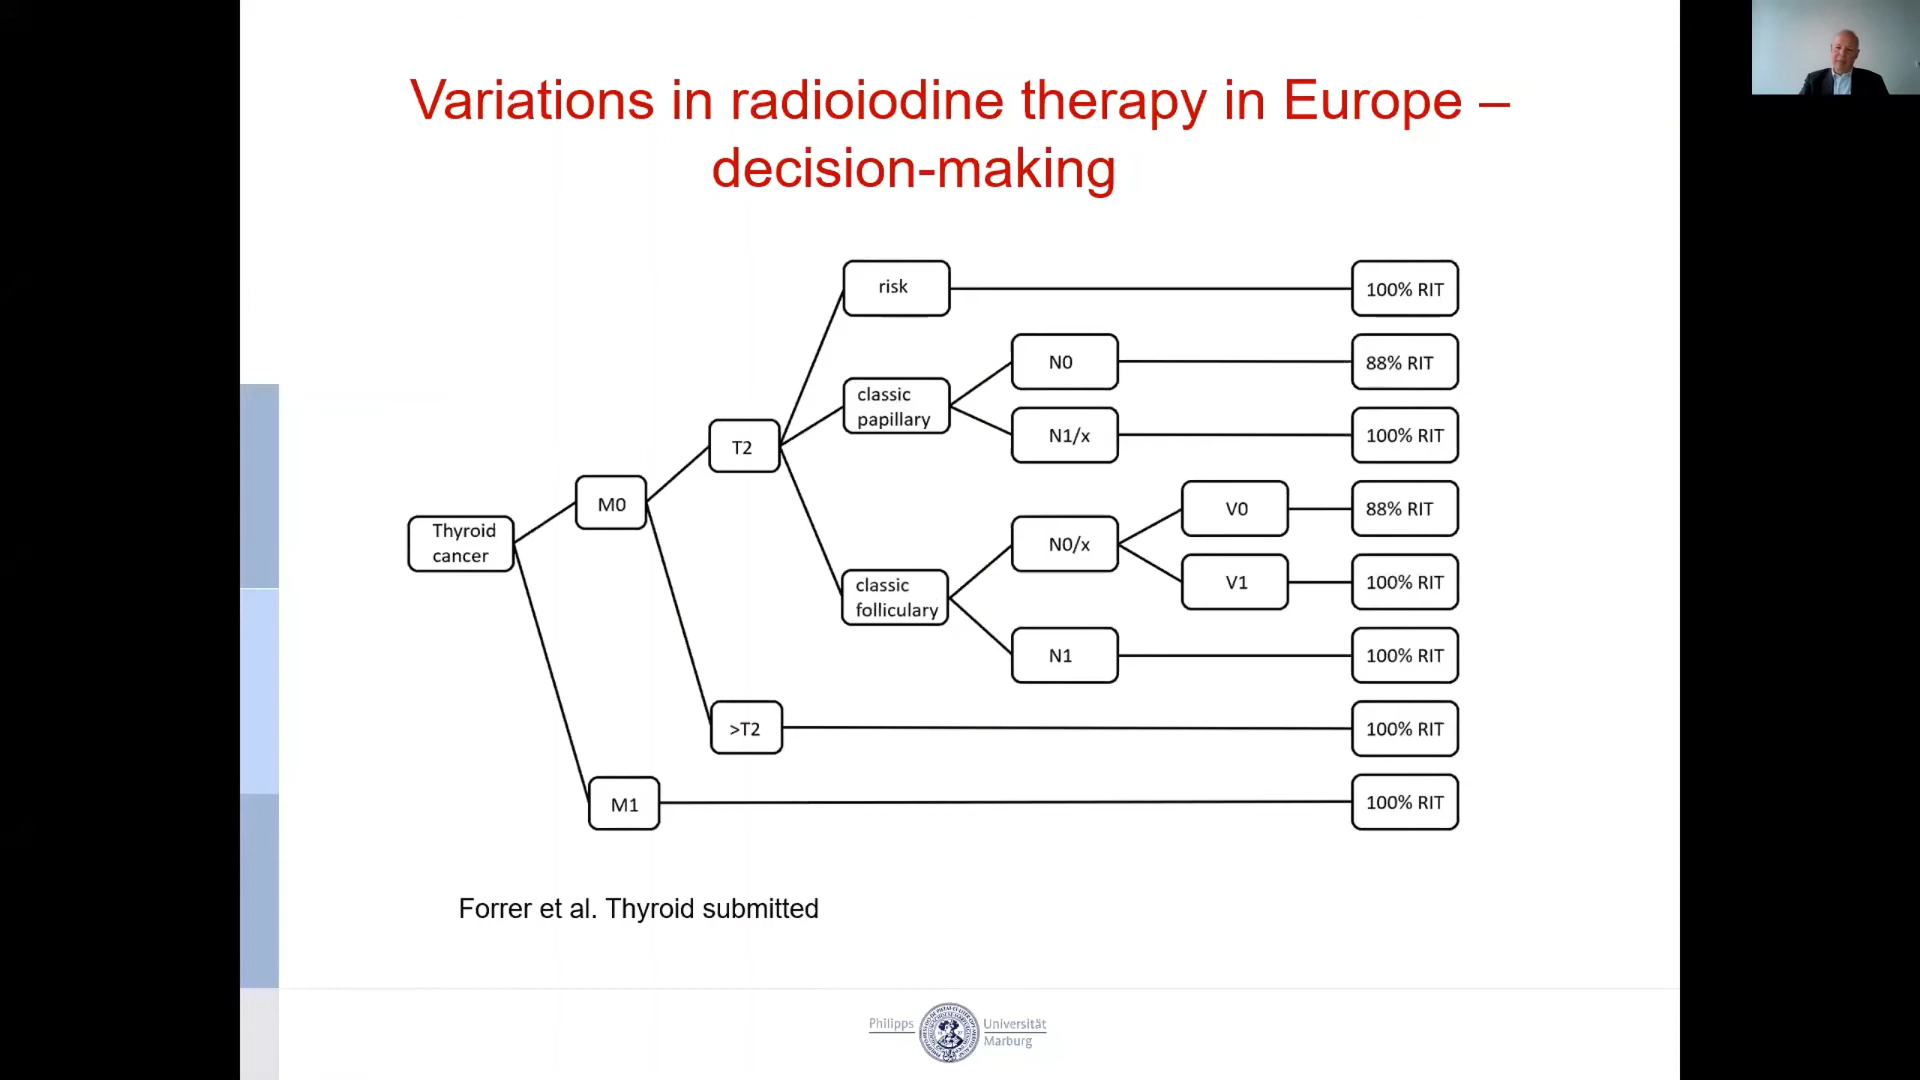 Variations in radioiodine therapy in Europe –
decision-making
risk
100% RIT
N0
88% RIT
classic
papillary
N1/x
100% RIT
T2
V0
88% RIT
M0
N0/x
Thyroid
cancer
V1
100% RIT
classic
folliculary
N1
100% RIT
>T2
100% RIT
M1
100% RIT
Forrer et al. Thyroid submitted
Philipps Universität
Marburg